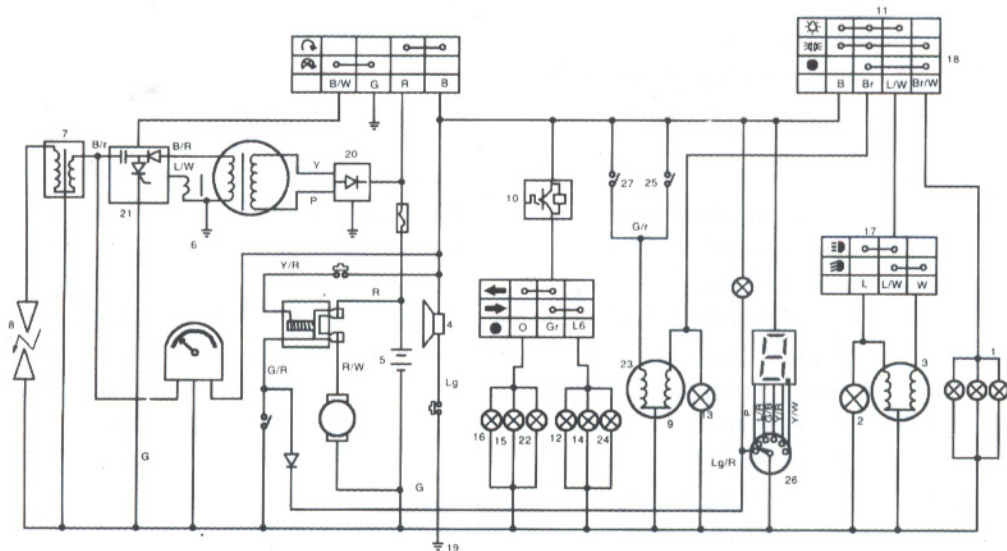 11
18
B Br L/W Br/W
B/W G R B
7
B/r
B/R
L/W
Y
P
20
21
6
10
27
25
G/r
Y/R
R
17
L L/W W
8
4
O Gr L6
5
G/R
R/W
Lg
23
3
1
16 15 22
12 14 24
9
13
2
P
L/R
G/B
Y/R
Y/W
Lg/R
26
G
G
19